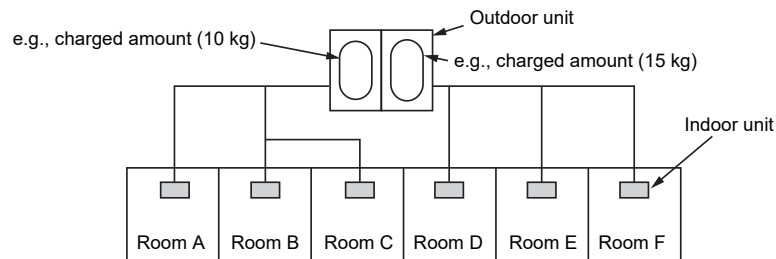 Outdoor unit
e.g., charged amount (10 kg)
e.g., charged amount (15 kg)
Indoor unit
Room A Room B Room C Room D Room E Room F